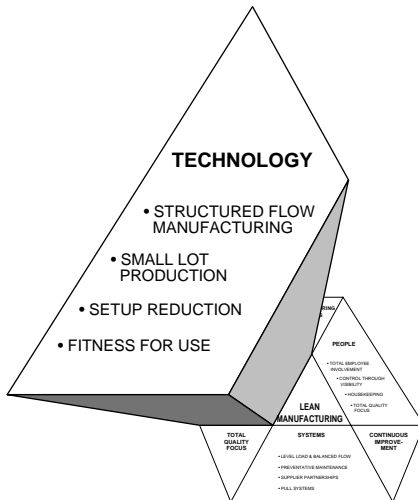 TECHNOLOGY
• STRUCTURED FLOW
MANUFACTURING
• SMALL LOT
PRODUCTION
• SETUP REDUCTION
• FITNESS FOR USE
PEOPLE
• TOTAL EMPLOYEE
INVOLVEMENT
• CONTROL THROUGH
VISIBILITY
• HOUSEKEEPING
• TOTAL QUALITY
FOCUS
LEAN
MANUFACTURING
TOTAL
QUALITY
FOCUS
SYSTEMS
• LEVEL LOAD & BALANCED FLOW
• PREVENTATIVE MAINTENANCE
• SUPPLIER PARTNERSHIPS
• PULL SYSTEMS
CONTINUOUS
IMPROVE-
MENT